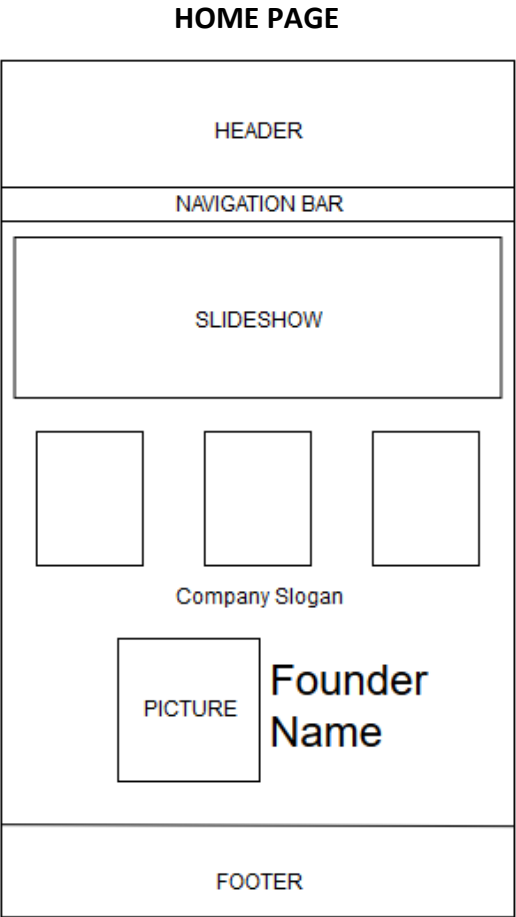 HOME PAGE
HEADER
NAVIGATION BAR
SLIDESHOW
Company Slogan
PICTURE
Founder
Name
FOOTER